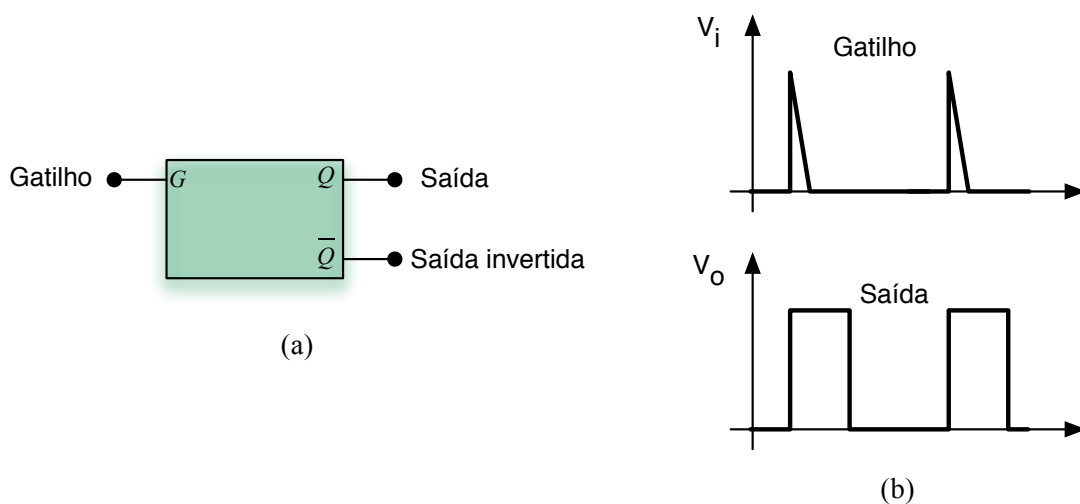 Gatilho
G
Q
Saída
Q̅
Saída invertida
(a)
Vi
Gatilho
Vo
Saída
(b)